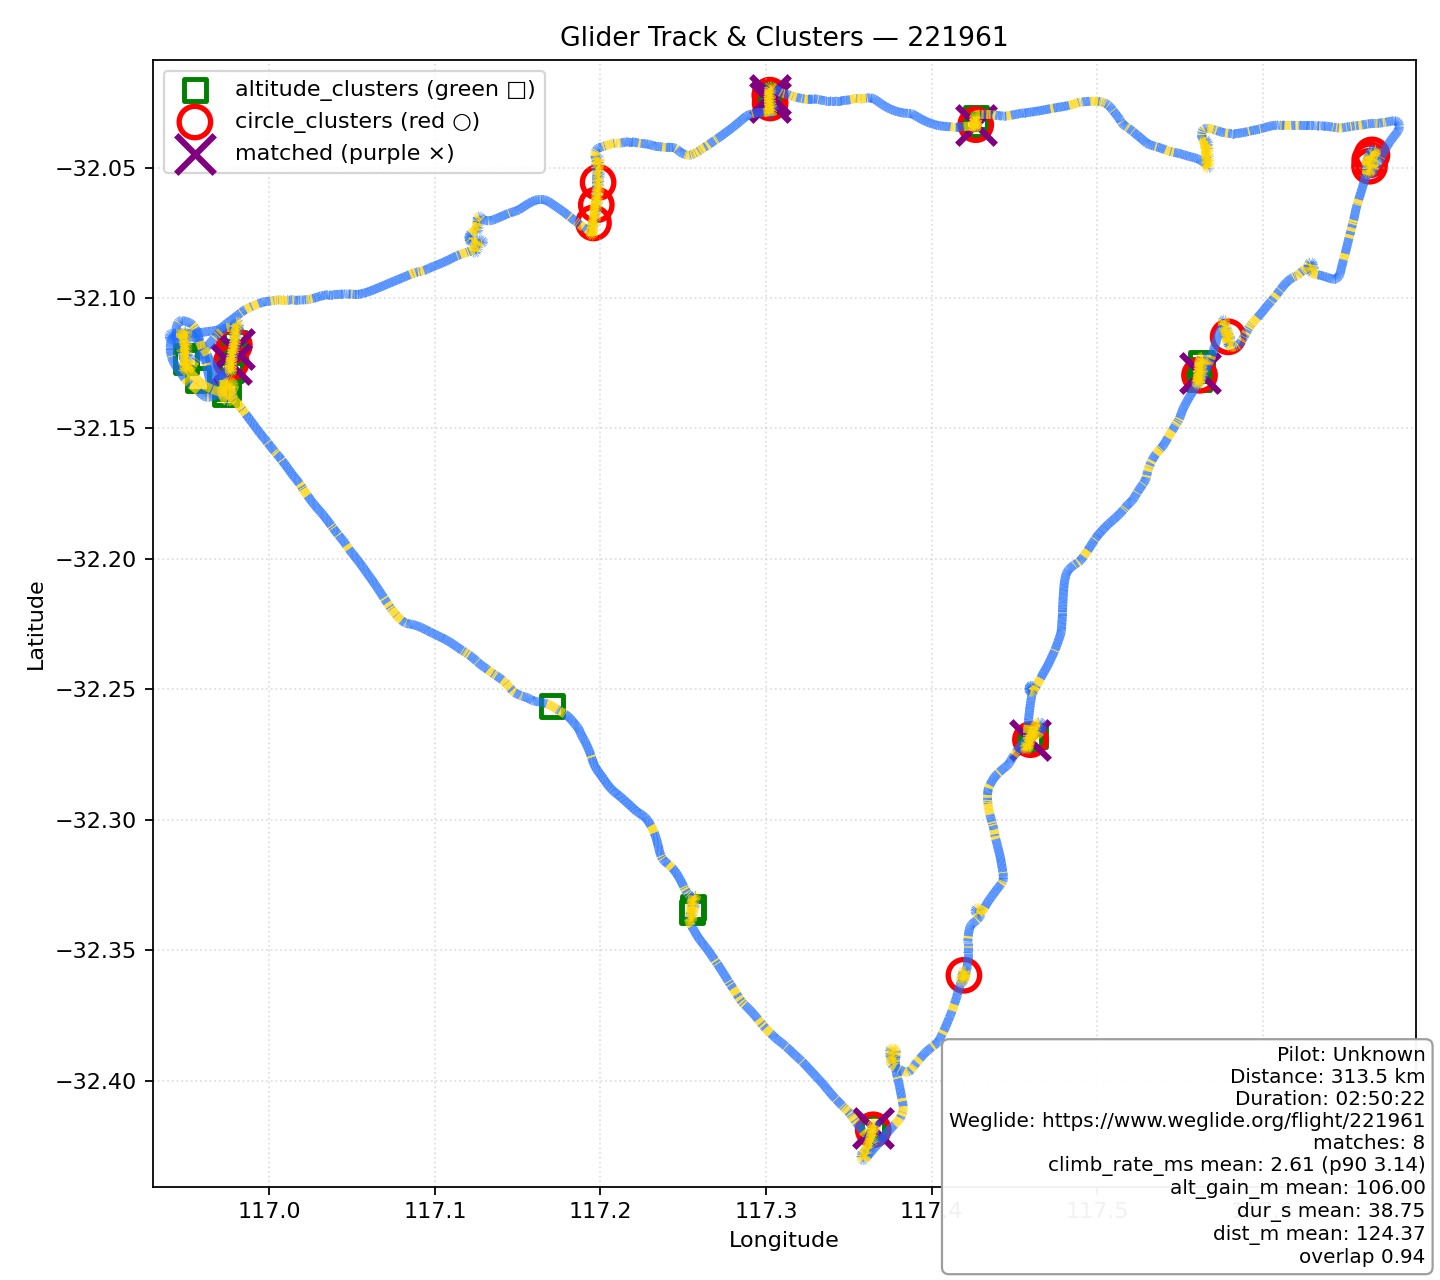 Glider Track & Clusters — 221961
altitude_clusters (green □)
circle_clusters (red ○)
matched (purple ×)
Latitude
−32.05
−32.10
−32.15
−32.20
−32.25
−32.30
−32.35
−32.40
117.0 117.1 117.2 117.3 117.4 117.5
Longitude
Pilot: Unknown
Distance: 313.5 km
Duration: 02:50:22
Weglide: https://www.weglide.org/flight/221961
matches: 8
climb_rate_ms mean: 2.61 (p90 3.14)
alt_gain_m mean: 106.00
dur_s mean: 38.75
dist_m mean: 124.37
overlap 0.94